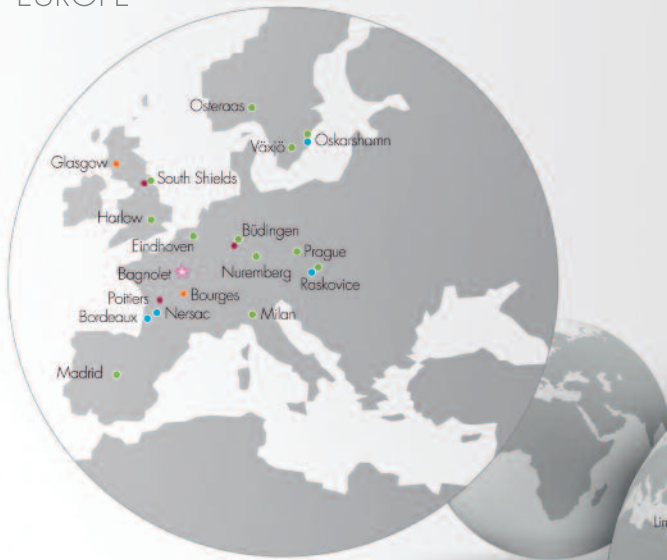 EUROPE
Osteraas
Växjö
Oskarshamn
Glasgow
South Shields
Harlow
Eindhoven
Büdingen
Prague
Bagnolet
Nuremberg
Raskovice
Poitiers
Bourges
Bordeaux
Nersac
Milan
Madrid